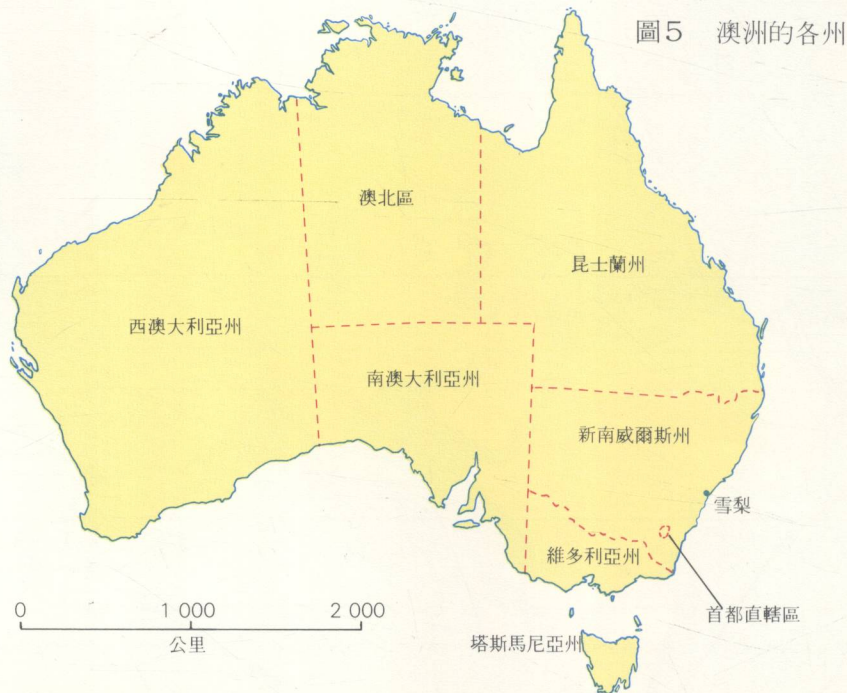 圖5 澳洲的各州
澳北區
昆士蘭州
西澳大利亞州
南澳大利亞州
新南威爾斯州
雪梨
維多利亞州
首都直轄區
塔斯馬尼亞州
0 1 000 2 000
公里